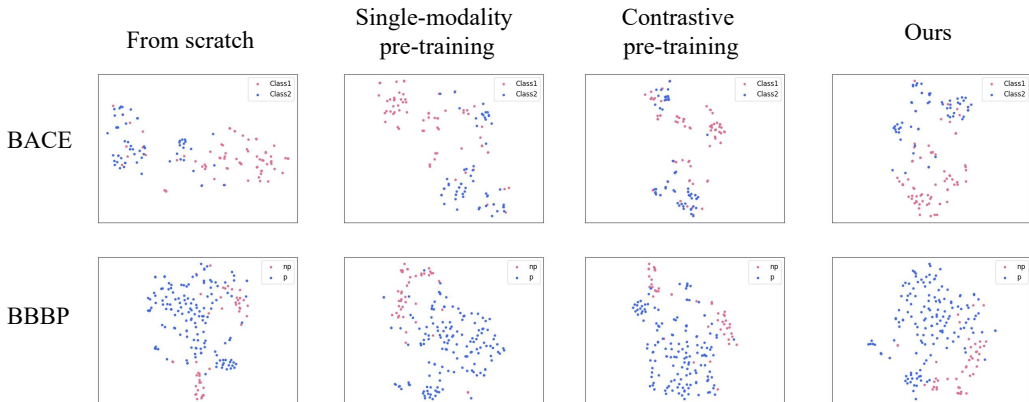 From scratch
Single-modality
pre-training
Contrastive
pre-training
Ours
BACE
Class1
Class2
Class1
Class2
Class1
Class2
Class1
Class2
BBBP
np
p
np
p
np
p
np
p